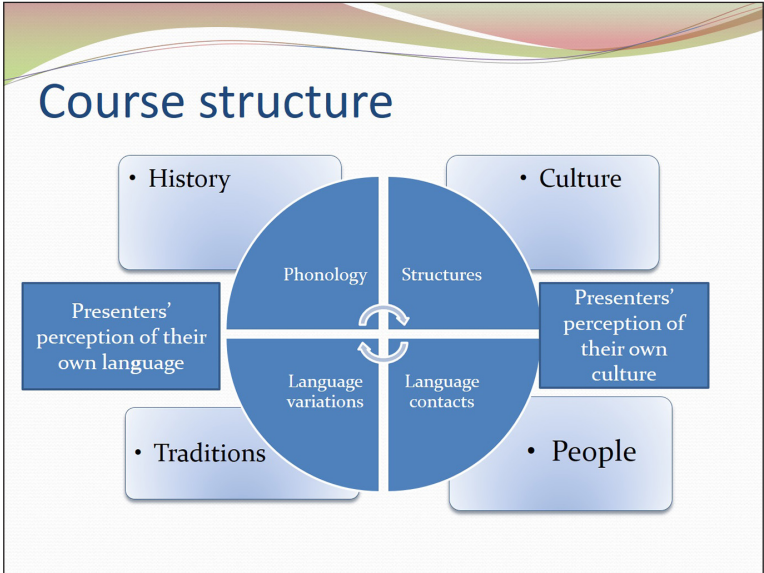 Course structure
• History
• Culture
Phonology
Structures
Presenters'
perception of their
own language
Presenters'
perception of
their own
culture
Language
variations
Language
contacts
• Traditions
• People